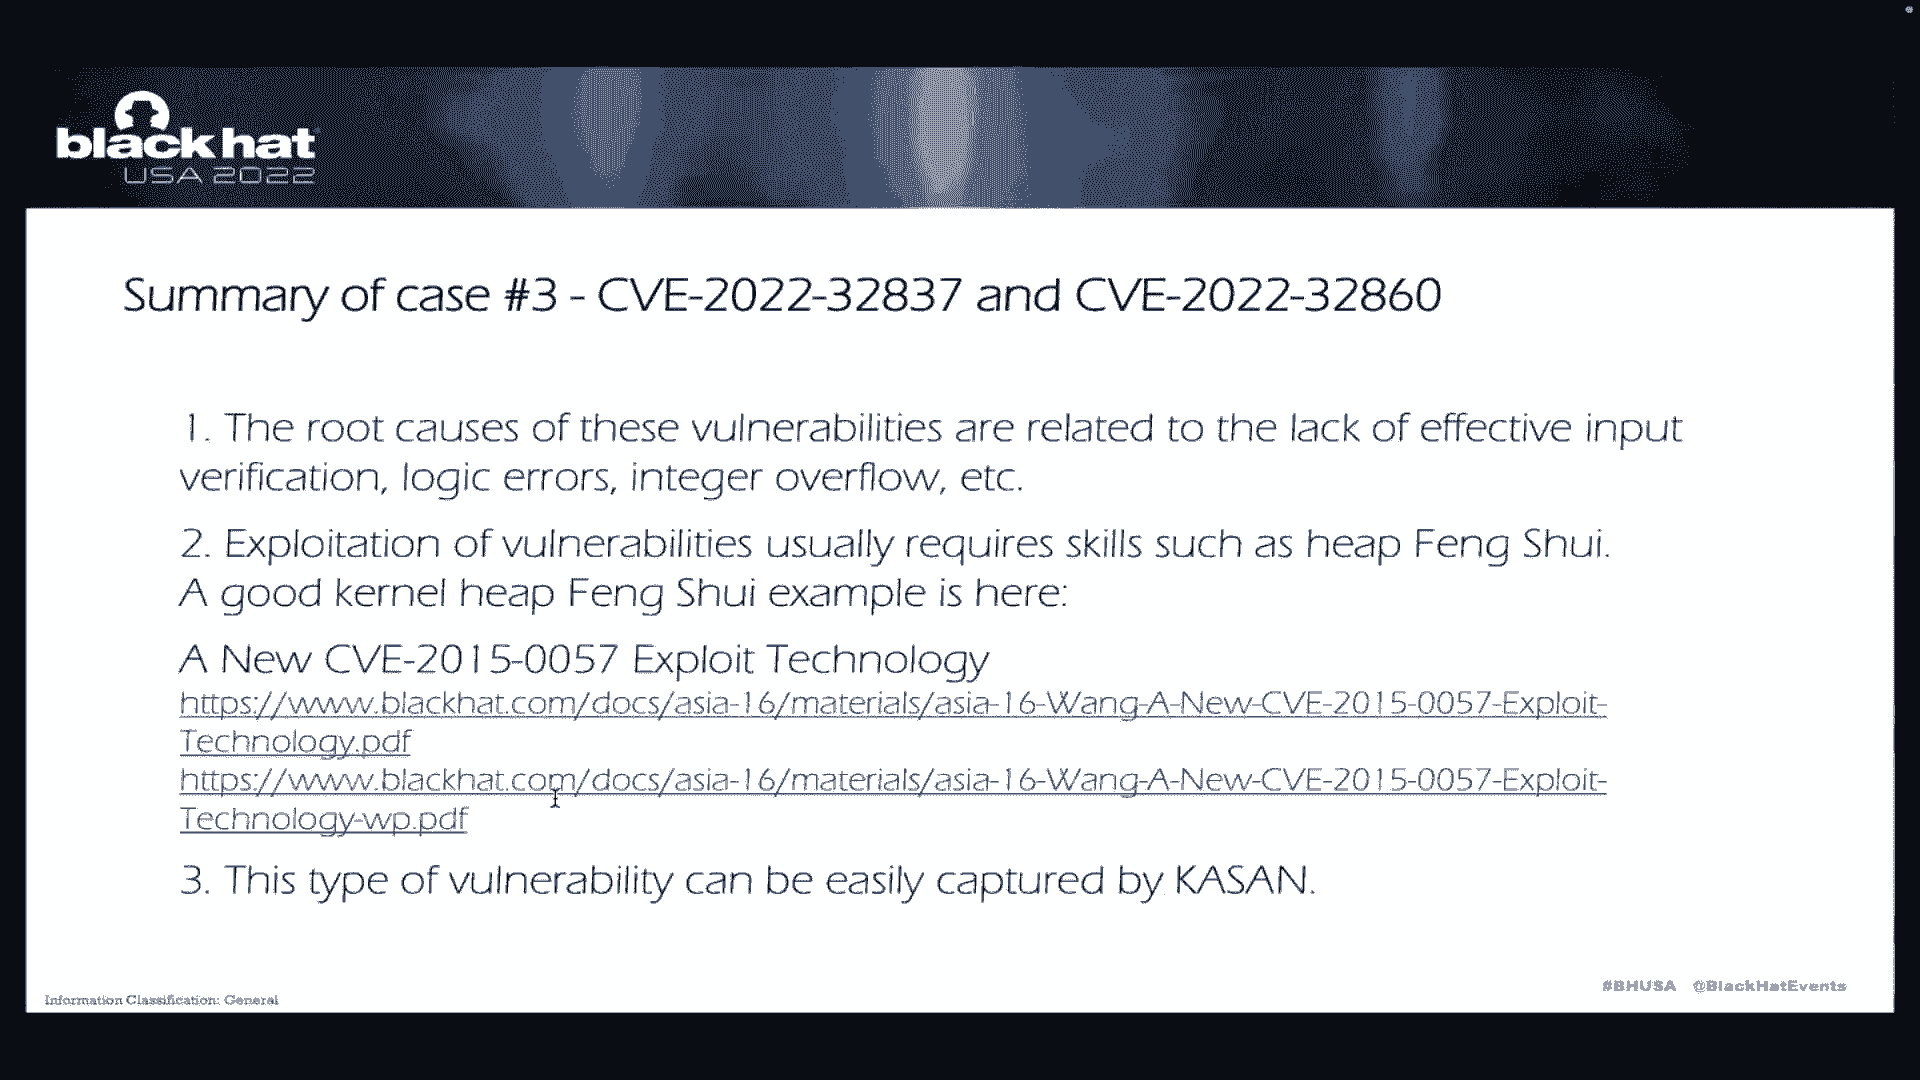 black hat
USA 2022
Summary of case #3 - CVE-2022-32837 and CVE-2022-32860
1. The root causes of these vulnerabilities are related to the lack of effective input
verification, logic errors, integer overflow, etc.
2. Exploitation of vulnerabilities usually requires skills such as heap Feng Shui.
A good kernel heap Feng Shui example is here:
A New CVE-2015-0057 Exploit Technology
https://www.blackhat.com/docs/asia-16/materials/asia-16-Wang-A-New-CVE-2015-0057-Exploit-
Technology.pdf
https://www.blackhat.com/docs/asia-16/materials/asia-16-Wang-A-New-CVE-2015-0057-Exploit-
Technology-wp.pdf
3. This type of vulnerability can be easily captured by KASAN.
Information Classification: General
#BHUSA @BlackHatEvents